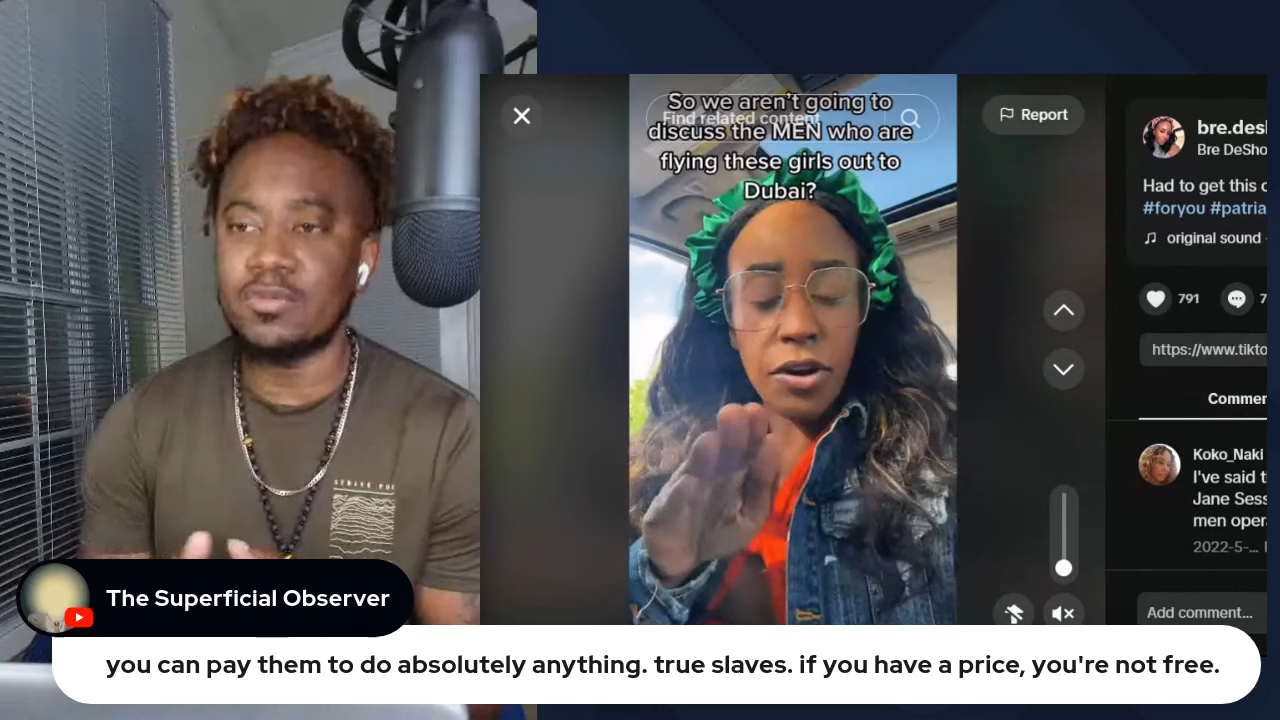 So we aren't going to
discuss the MEN who are
flying these girls out to
Dubai?
Find related content
Report
bre.desh
Bre DeSho
Had to get this o
#foryou #patria
original sound
791
7
https://www.tikto
Commen
Koko_Naki
I've said t
Jane Sess
men oper
2022-5-...
Add comment...
The Superficial Observer
you can pay them to do absolutely anything. true slaves. if you have a price, you're not free.